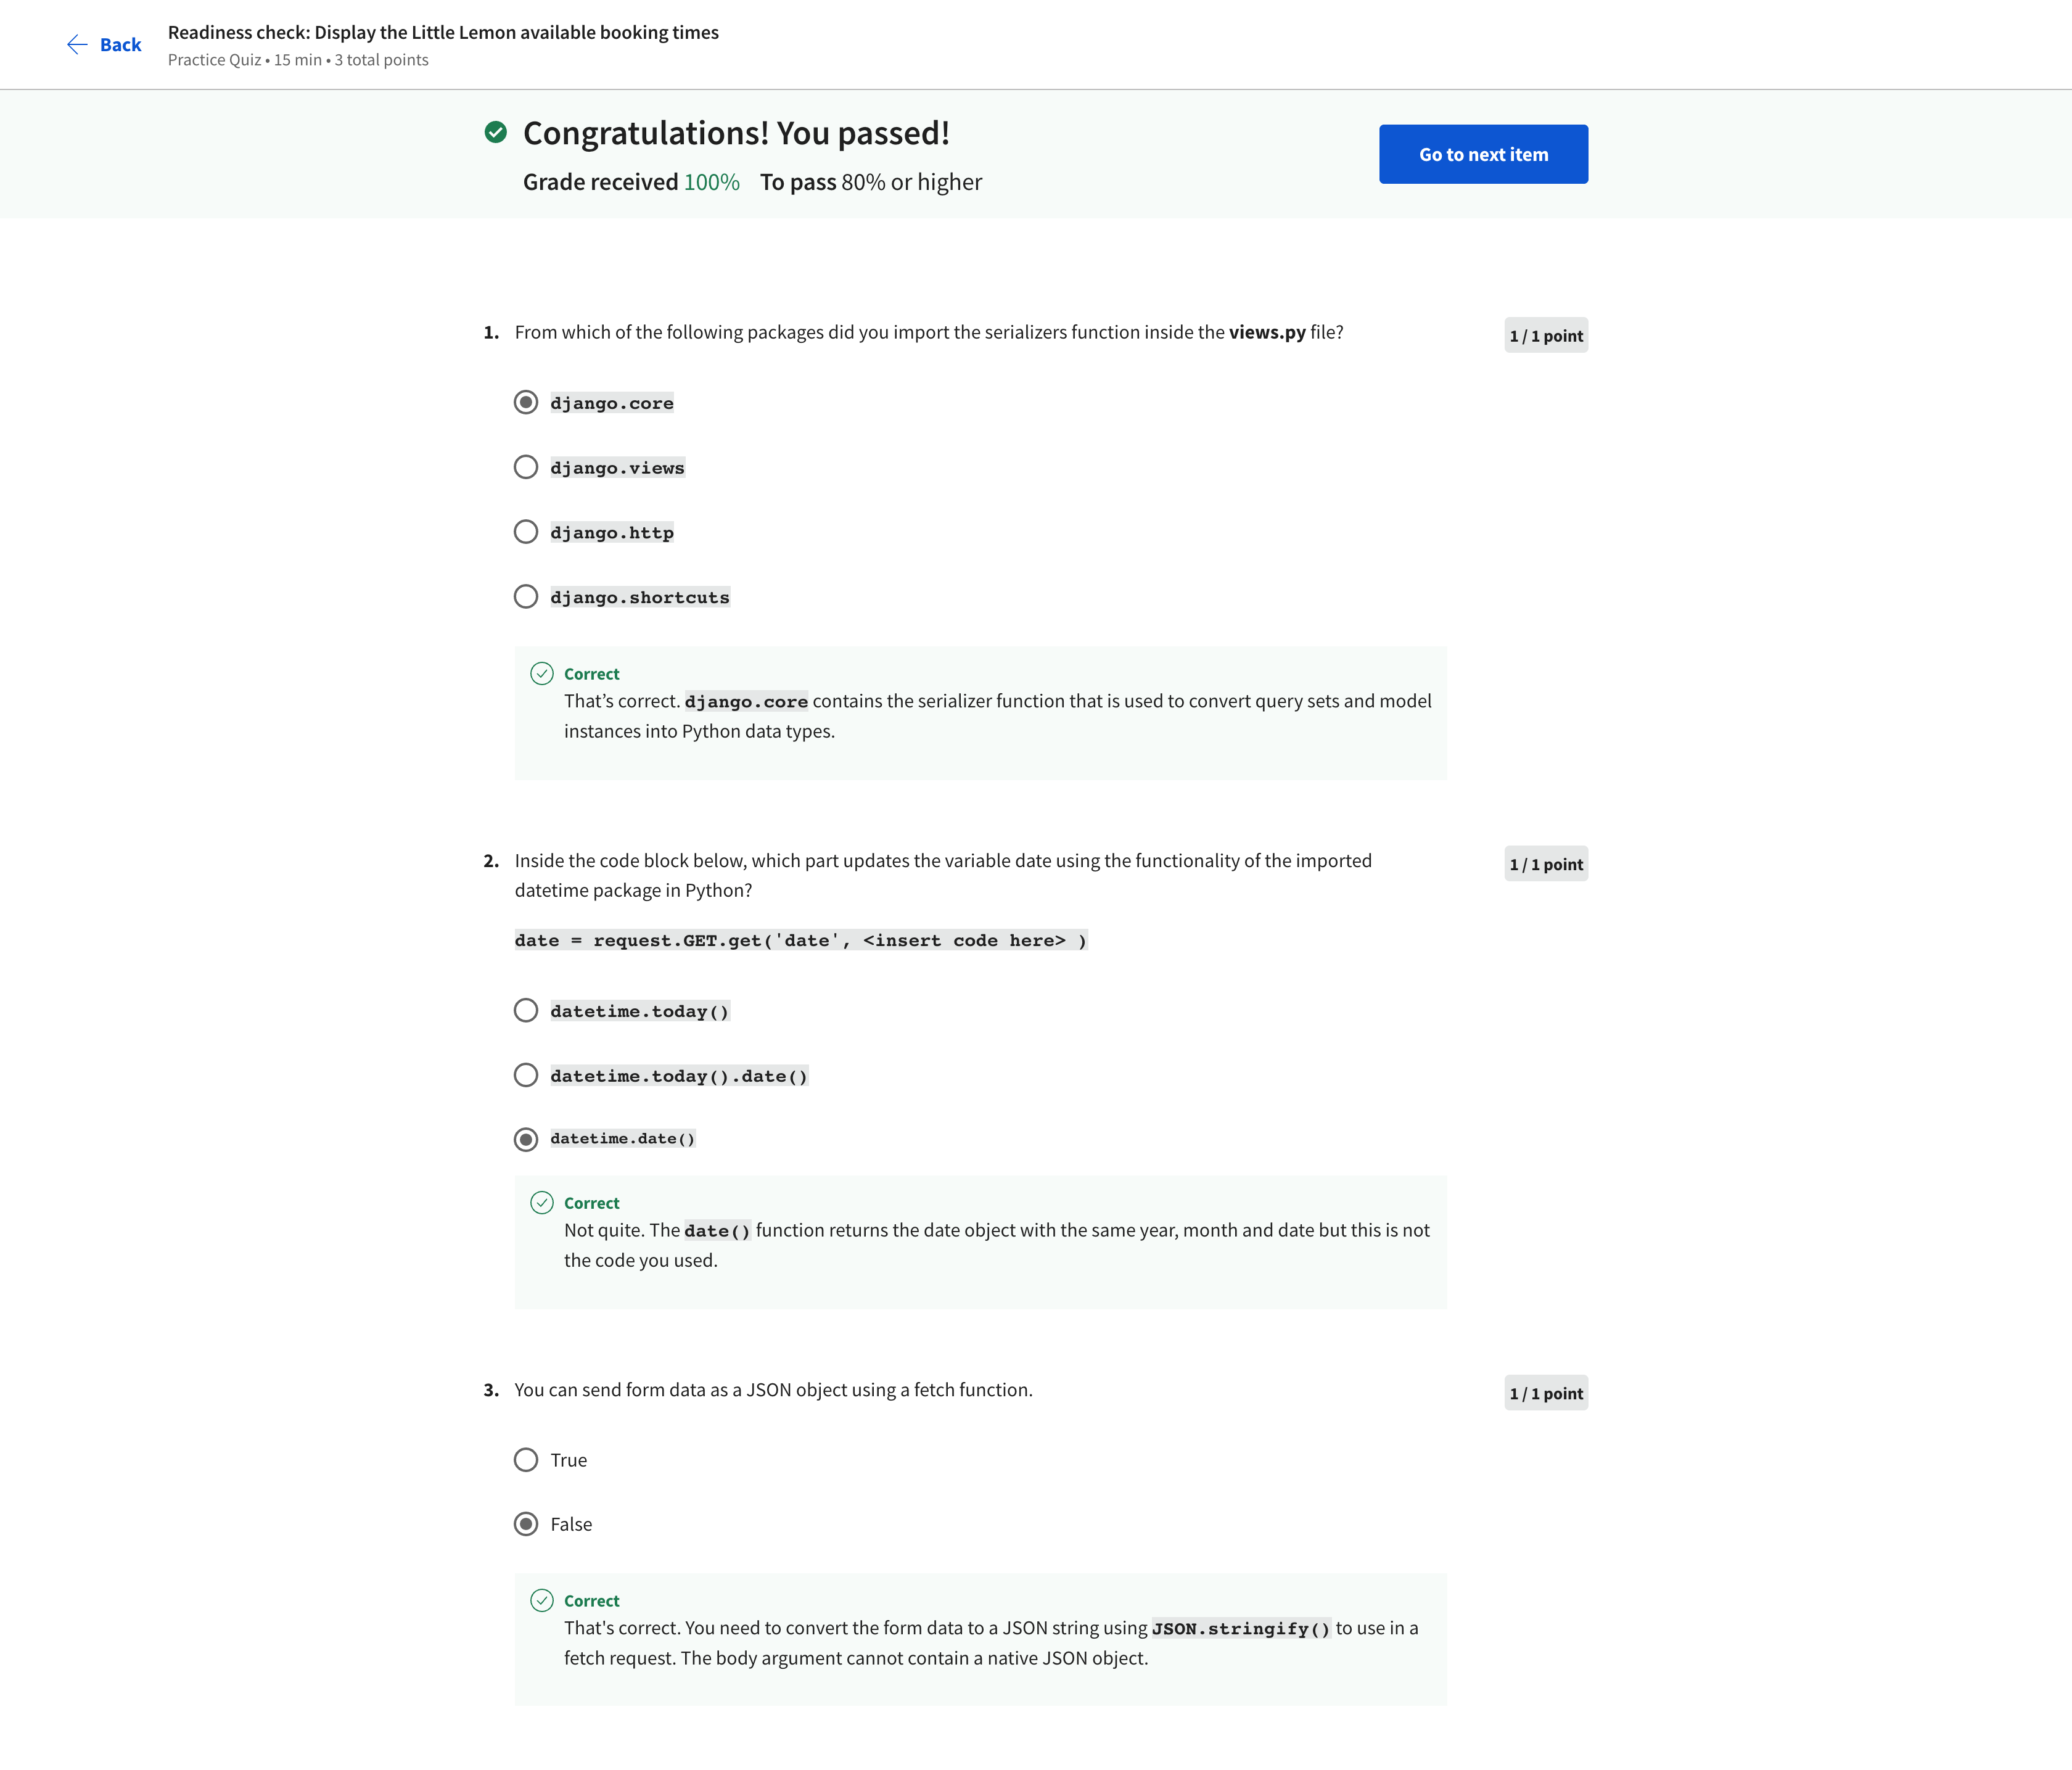 Back
Readiness check: Display the Little Lemon available booking times
Practice Quiz • 15 min • 3 total points
Congratulations! You passed!
Grade received 100% To pass 80% or higher
Go to next item
1. From which of the following packages did you import the serializers function inside the views.py file?
1 / 1 point
django.core
django.views
django.http
django.shortcuts
Correct
That’s correct. django.core contains the serializer function that is used to convert query sets and model
instances into Python data types.
2. Inside the code block below, which part updates the variable date using the functionality of the imported
datetime package in Python?
1 / 1 point
date = request.GET.get('date', <insert code here> )
datetime.today()
datetime.today().date()
datetime.date()
Correct
Not quite. The date() function returns the date object with the same year, month and date but this is not
the code you used.
3. You can send form data as a JSON object using a fetch function.
1 / 1 point
True
False
Correct
That's correct. You need to convert the form data to a JSON string using JSON.stringify() to use in a
fetch request. The body argument cannot contain a native JSON object.